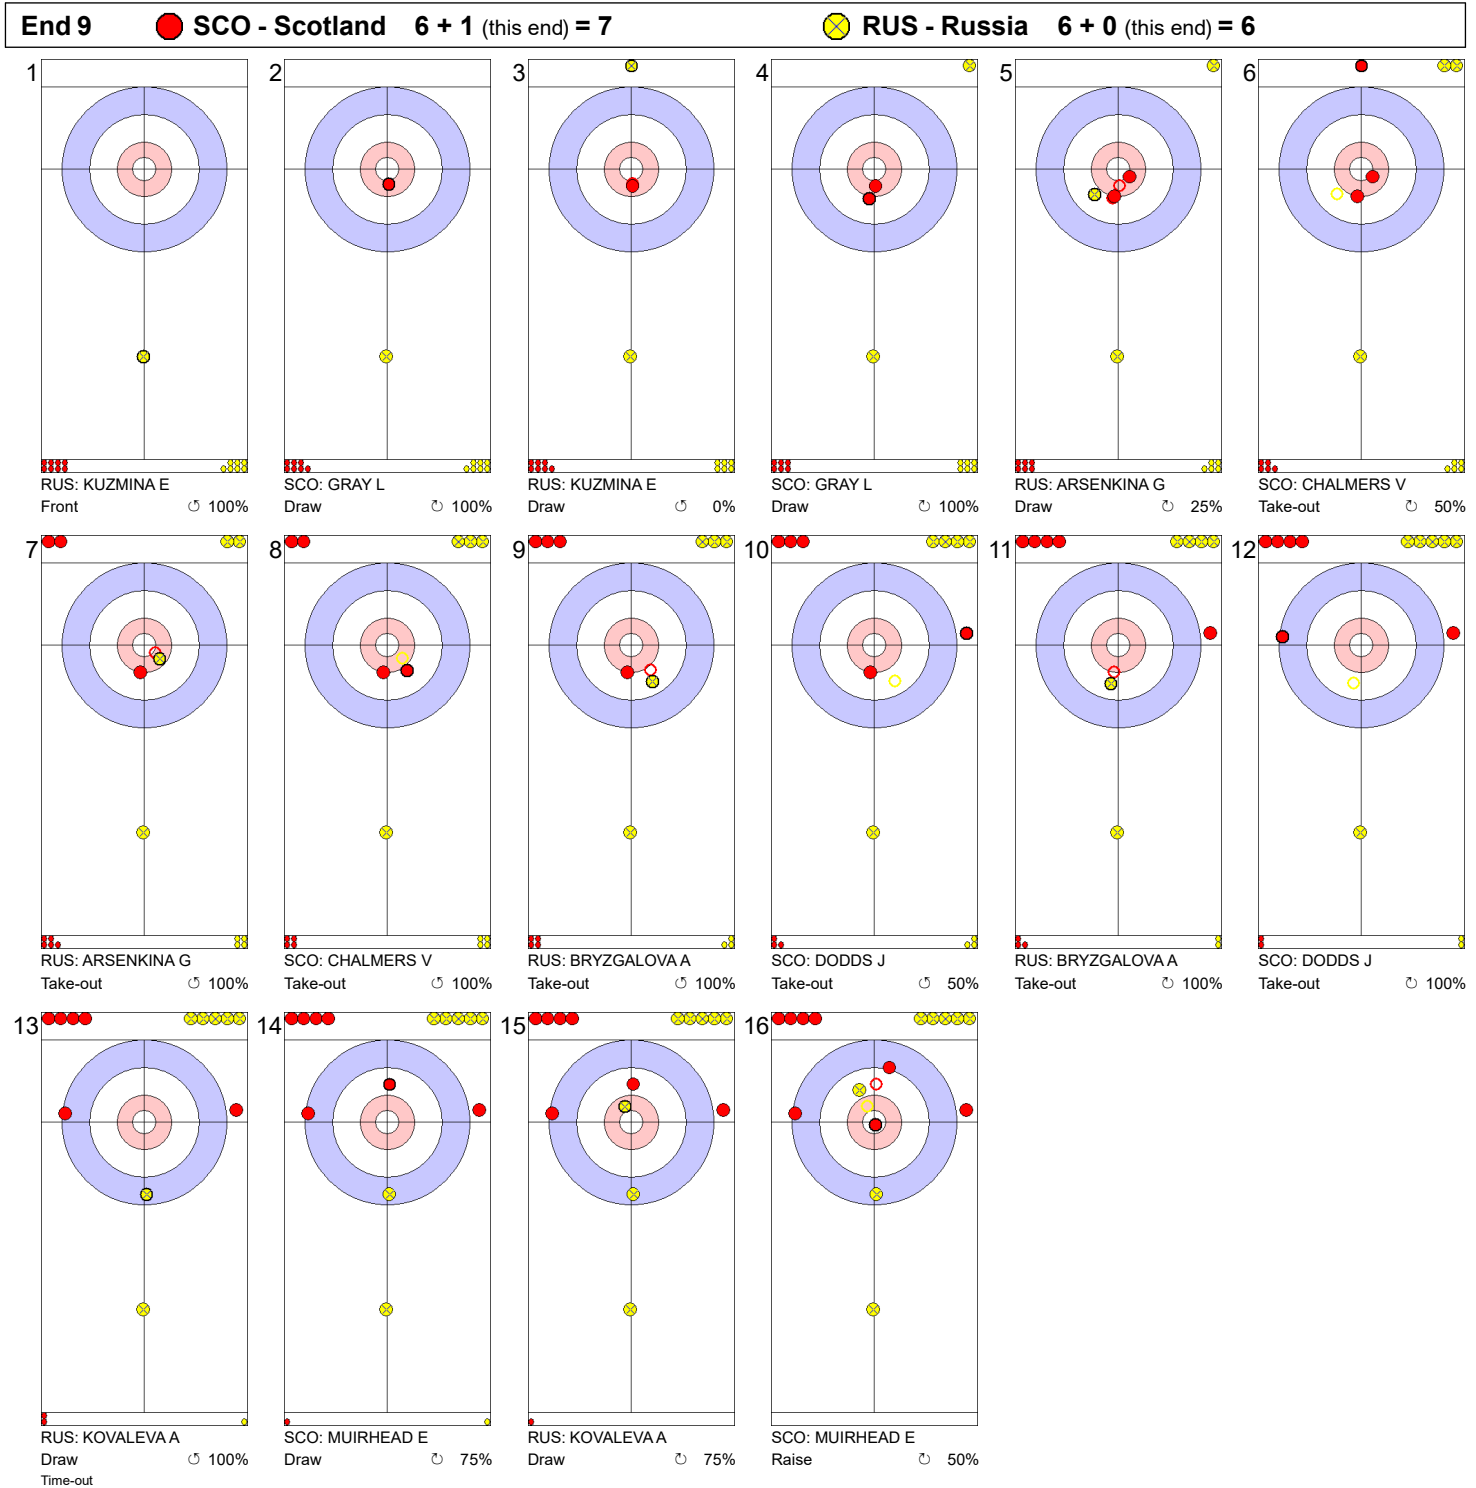 End 9 SCO - Scotland 6 + 1 (this end) = 7 RUS - Russia 6 + 0 (this end) = 6
1 2 3 4 5 6
RUS: KUZMINA E SCO: GRAY L RUS: KUZMINA E SCO: GRAY L RUS: ARSENKINA G SCO: CHALMERS V
Front ↻ 100% Draw ↺ 100% Draw ↺ 0% Draw ↻ 100% Draw ↻ 25% Take-out ↻ 50%
7 8 9 10 11 12
RUS: ARSENKINA G SCO: CHALMERS V RUS: BRYZGALOVA A SCO: DODDS J RUS: BRYZGALOVA A SCO: DODDS J
Take-out ↺ 100% Take-out ↺ 100% Take-out ↺ 100% Take-out ↺ 50% Take-out ↻ 100% Take-out ↻ 100%
13 14 15 16
RUS: KOVALEVA A SCO: MUIRHEAD E RUS: KOVALEVA A SCO: MUIRHEAD E
Draw ↺ 100% Draw ↻ 75% Draw ↺ 75% Raise ↻ 50%
Time-out